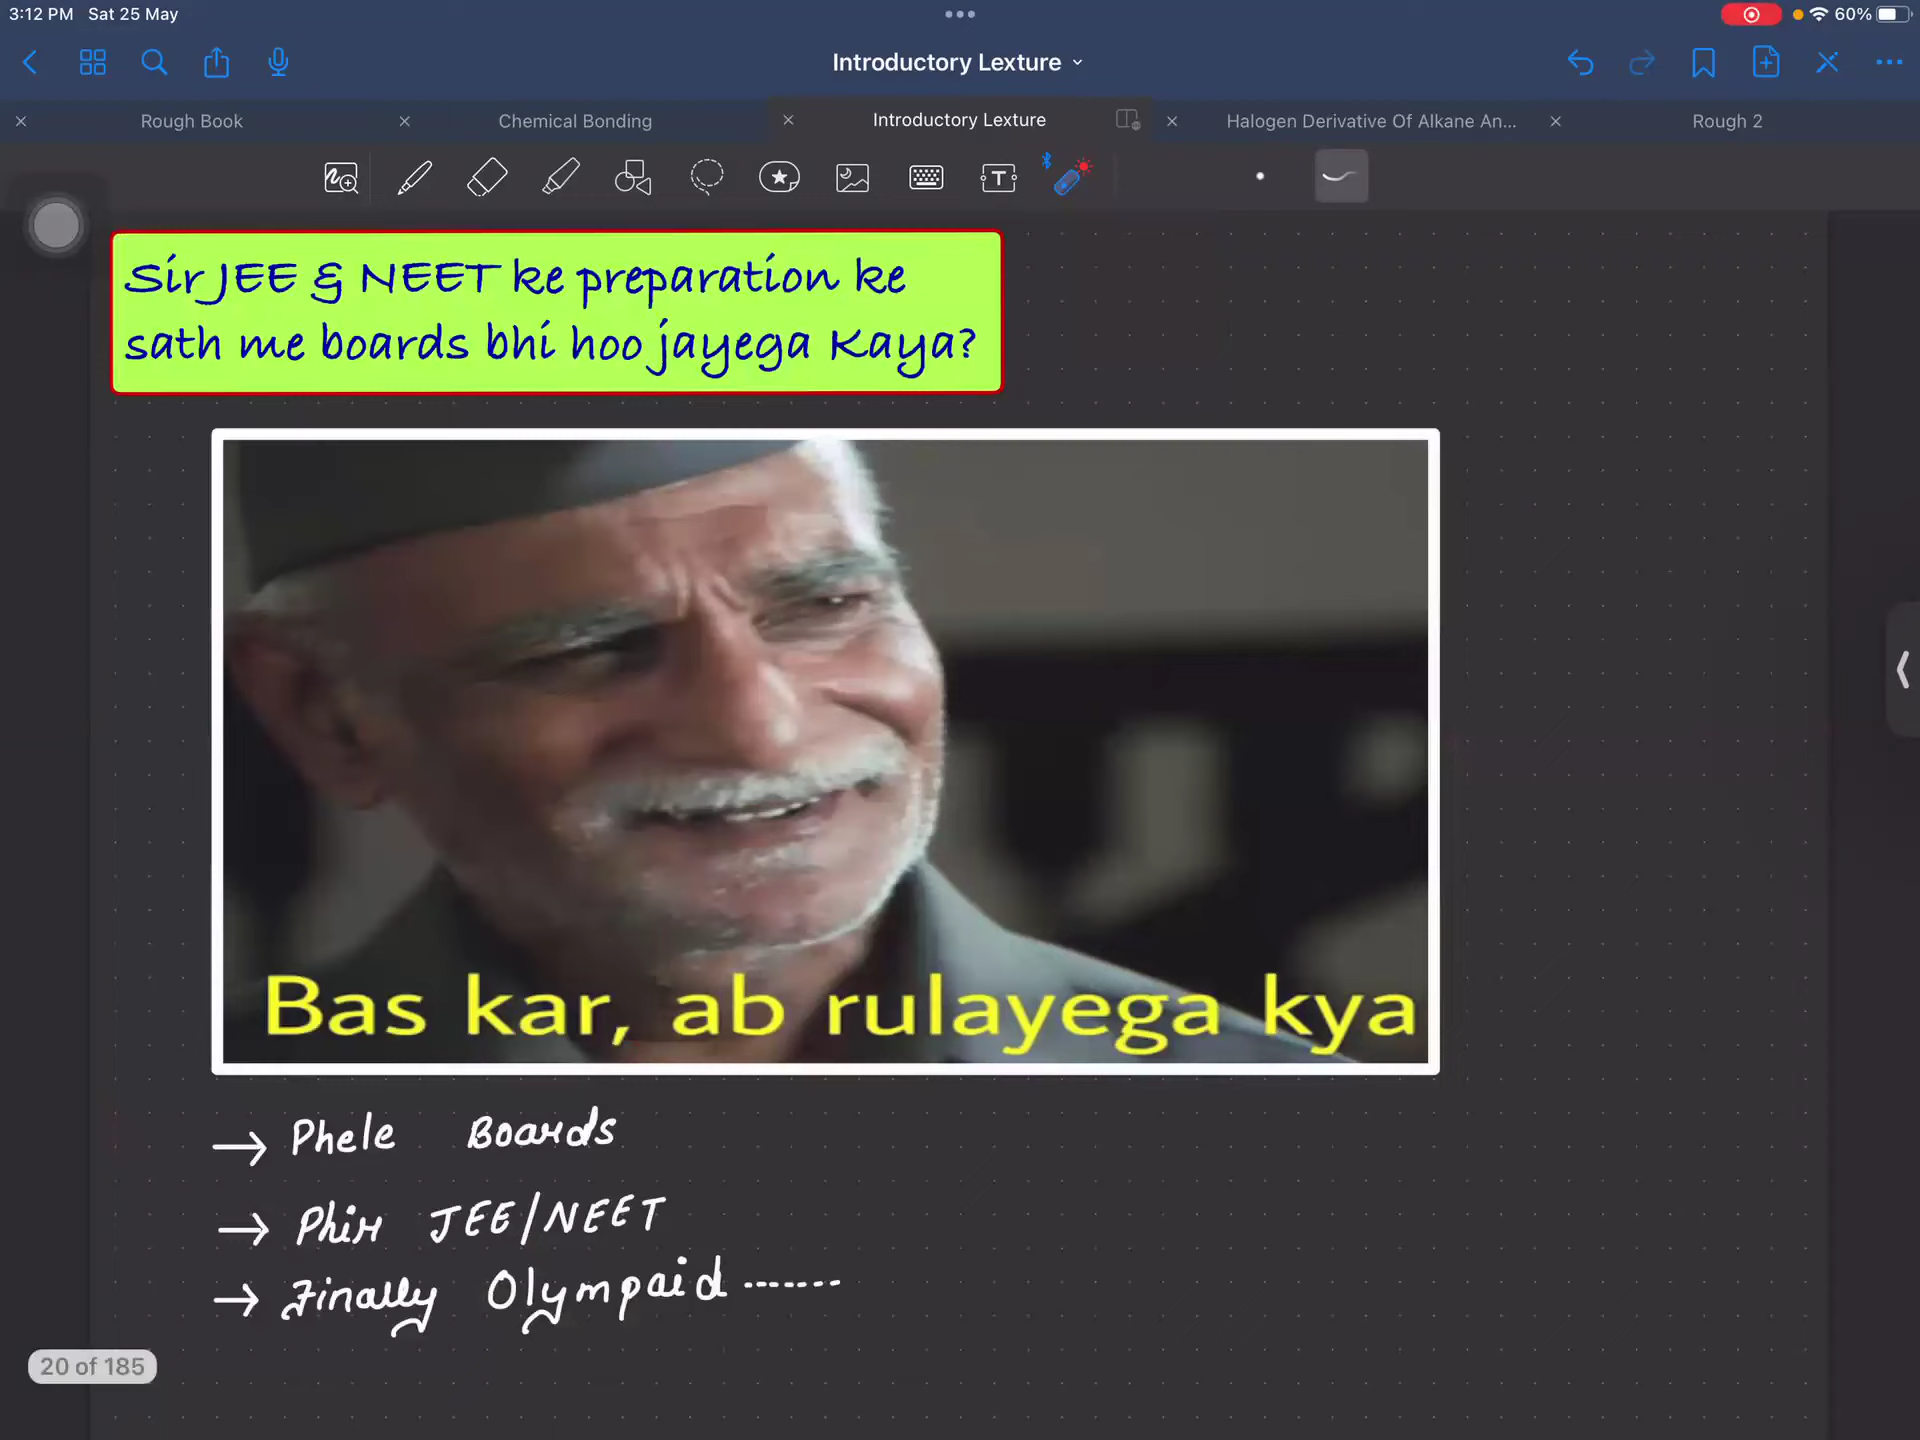 3:12 PM Sat 25 May
60%
Introductory Lexture
Rough Book
Chemical Bonding
Introductory Lexture
Halogen Derivative Of Alkane An...
Rough 2
T
Sir JEE & NEET ke preparation ke
sath me boards bhi hoo jayega Kaya?
Bas kar, ab rulayega kya
→ Phele Boards
→ Phir JEE/NEET
→ Finally Olympaid .......
20 of 185